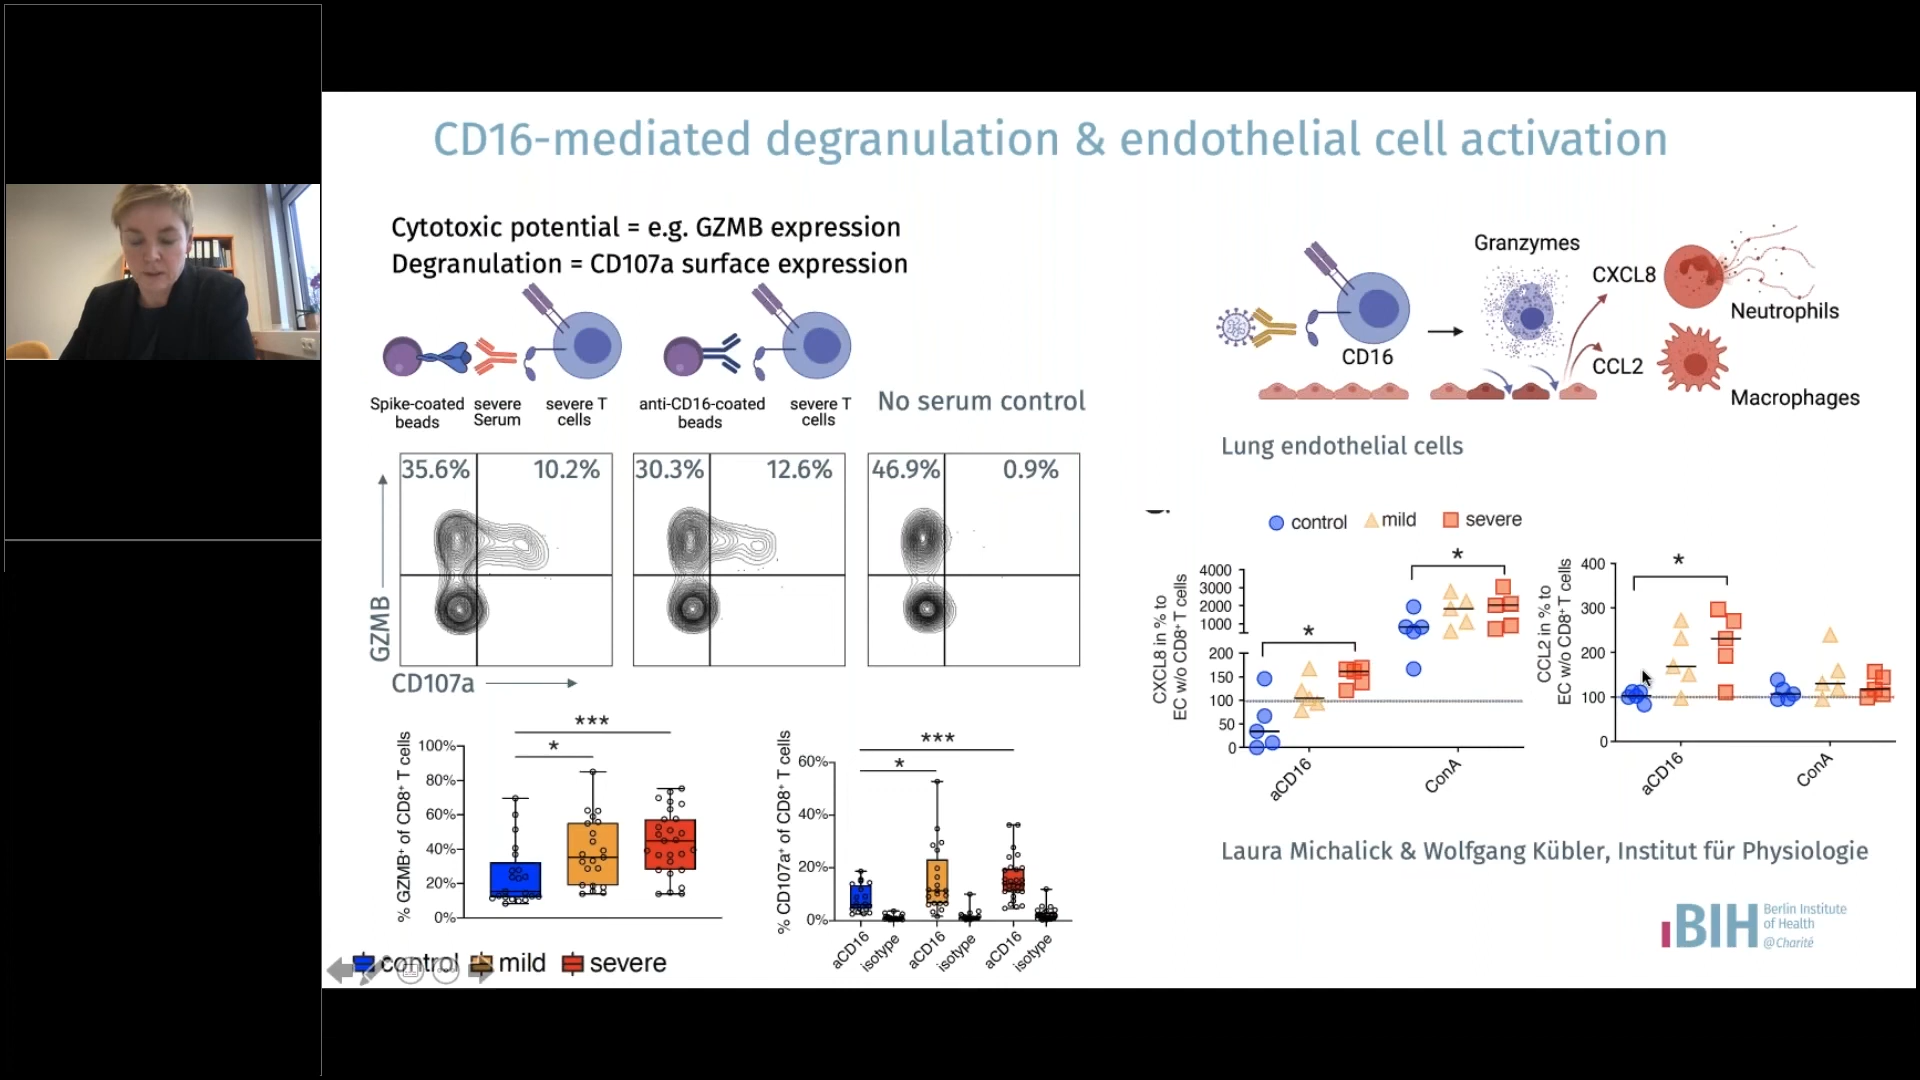 CD16-mediated degranulation & endothelial cell activation
Cytotoxic potential = e.g. GZMB expression
Degranulation = CD107a surface expression
Spike-coated beads
severe Serum
severe T cells
anti-CD16-coated beads
severe T cells
No serum control
35.6% 10.2%
30.3% 12.6%
46.9% 0.9%
GZMB
CD107a
% GZMB⁺ of CD8⁺ T cells
100%
80%
60%
40%
20%
0%
* ***
% CD107a⁺ of CD8⁺ T cells
60%
40%
20%
0%
* ***
aCD16 isotype aCD16 isotype aCD16 isotype
control mild severe
Granzymes
CXCL8
Neutrophils
CD16
CCL2
Macrophages
Lung endothelial cells
control mild severe
CXCL8 in % to
EC w/o CD8⁺ T cells
4000
3000
2000
1000
200
150
100
50
0
* *
aCD16 ConA
CCL2 in % to
EC w/o CD8⁺ T cells
400
300
200
100
0
*
aCD16 ConA
Laura Michalick & Wolfgang Kübler, Institut für Physiologie
BIH
Berlin Institute
of Health
@Charité